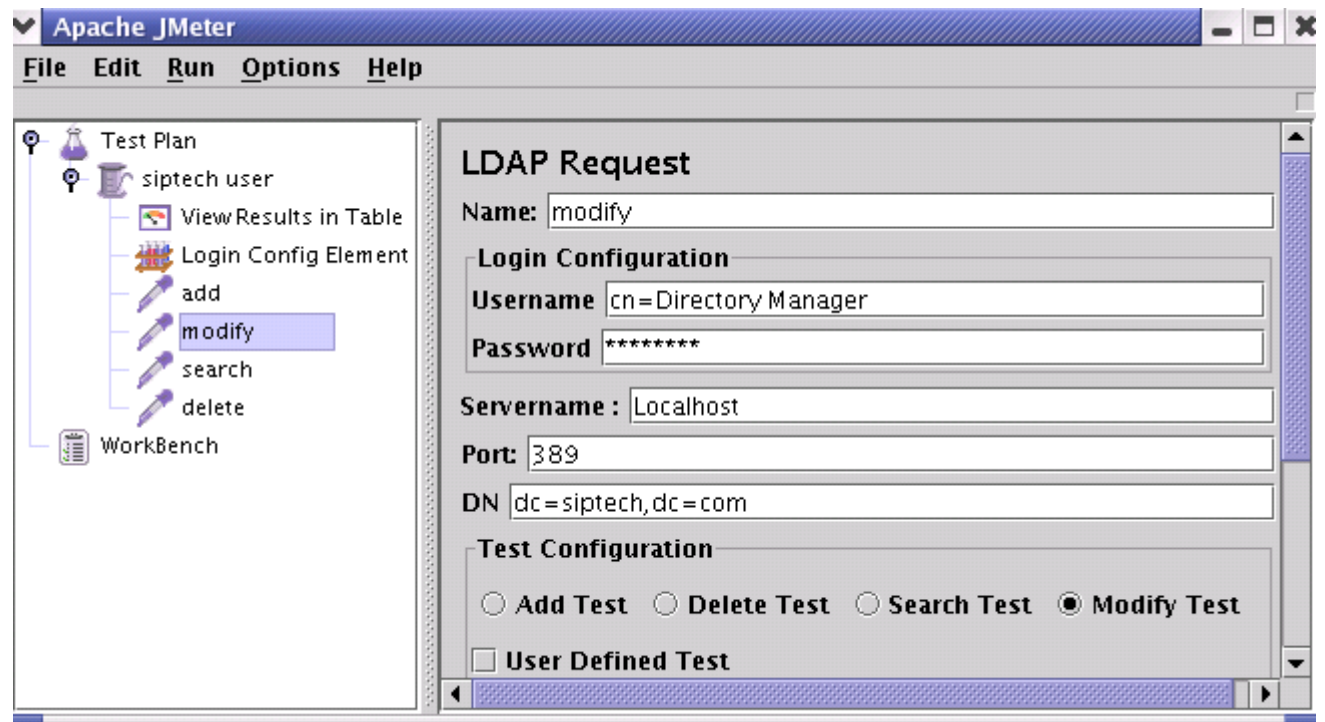 Apache JMeter
File Edit Run Options Help
Test Plan
siptech user
View Results in Table
Login Config Element
add
modify
search
delete
WorkBench
LDAP Request
Name: modify
Login Configuration
Username cn=Directory Manager
Password ********
Servername : Localhost
Port: 389
DN dc=siptech,dc=com
Test Configuration
Add Test Delete Test Search Test Modify Test
User Defined Test